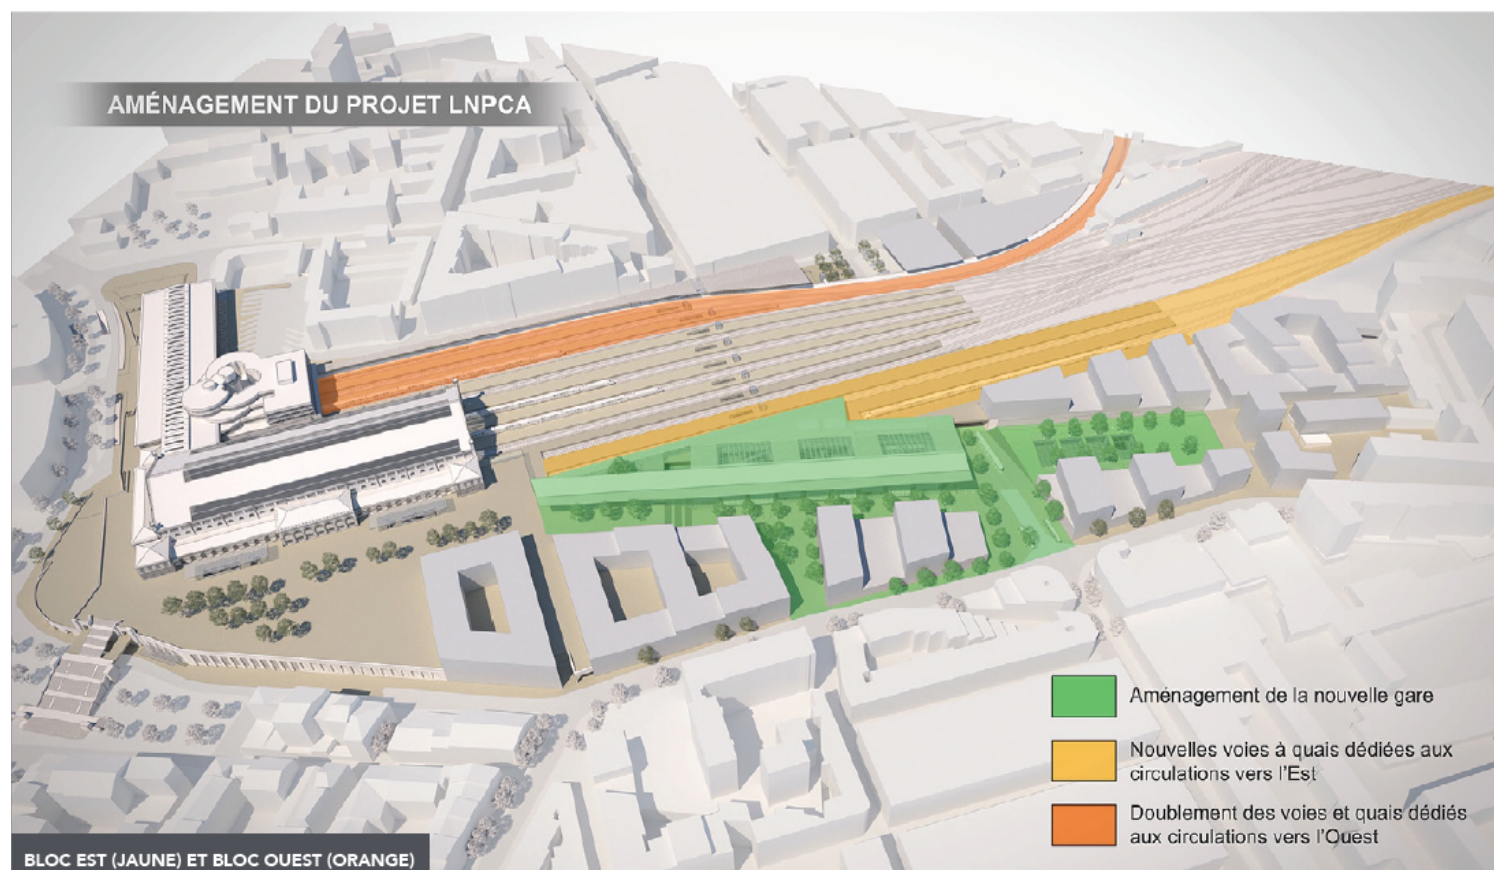 AMÉNAGEMENT DU PROJET LNPCA
Aménagement de la nouvelle gare
Nouvelles voies à quais dédiées aux
circulations vers l'Est
Doublement des voies et quais dédiés
aux circulations vers l'Ouest
BLOC EST (JAUNE) ET BLOC OUEST (ORANGE)